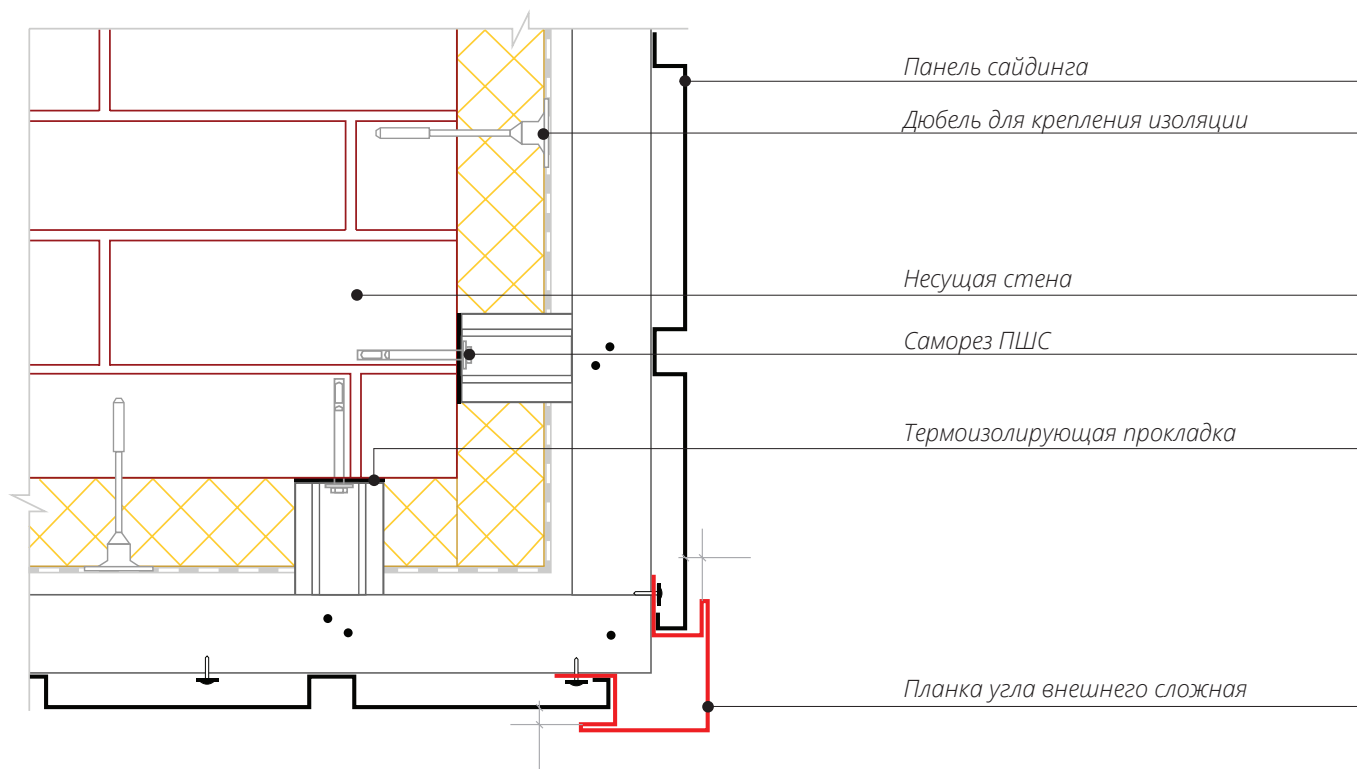 Панель сайдинга
Дюбель для крепления изоляции
Несущая стена
Саморез ПШС
Термоизолирующая прокладка
Планка угла внешнего сложная